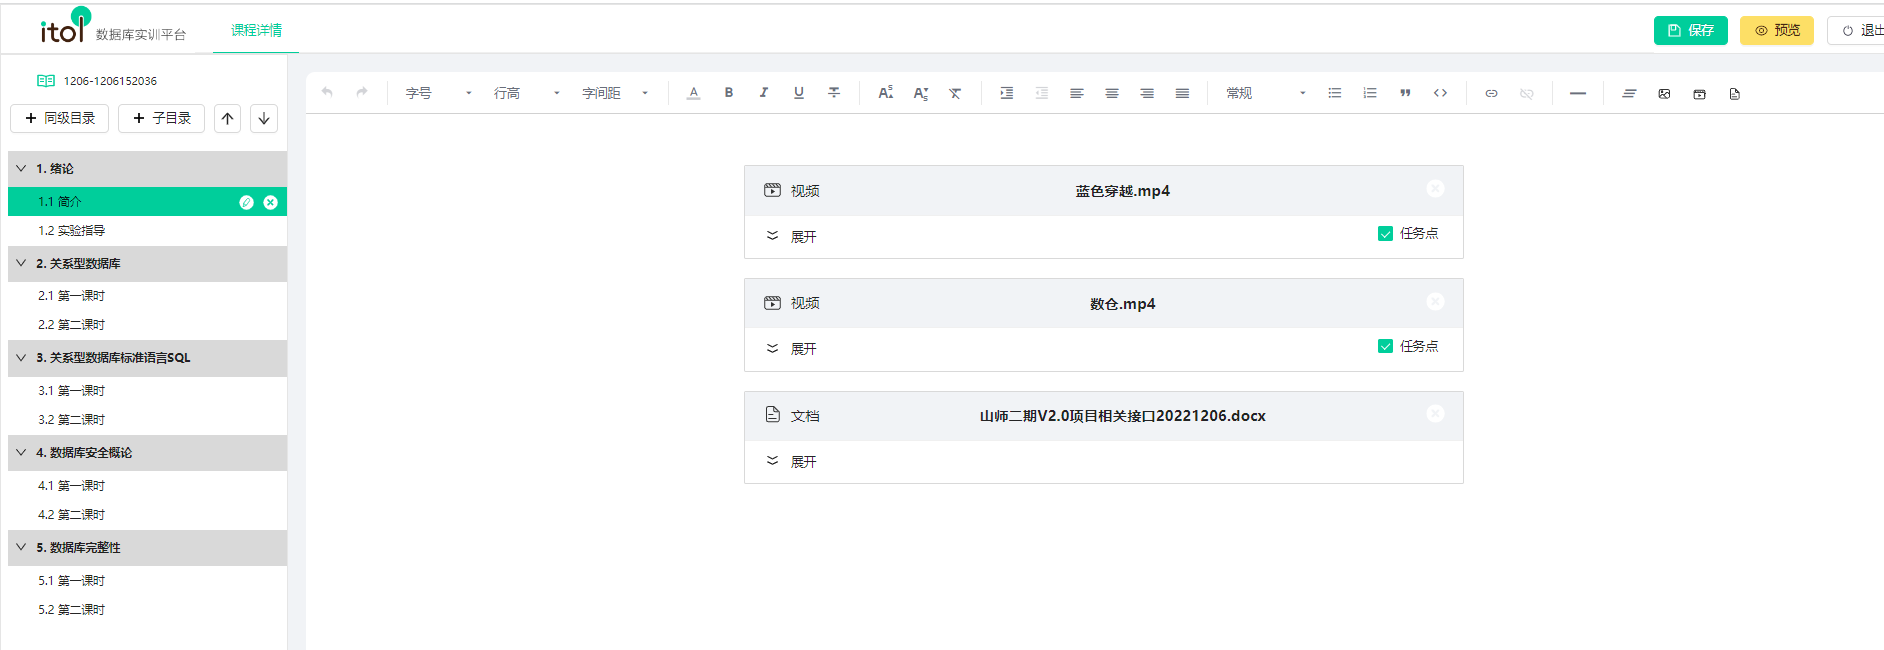 itol 数据库实训平台 课程详情 保存 预览 退出
1206-1206152036
同级目录 子目录
字号 行高 字间距 常规
1. 绪论
1.1 简介
1.2 实验指导
2. 关系型数据库
2.1 第一课时
2.2 第二课时
3. 关系型数据库标准语言SQL
3.1 第一课时
3.2 第二课时
4. 数据库安全概论
4.1 第一课时
4.2 第二课时
5. 数据库完整性
5.1 第一课时
5.2 第二课时
视频 蓝色穿越.mp4
展开 任务点
视频 数仓.mp4
展开 任务点
文档 山师二期V2.0项目相关接口20221206.docx
展开